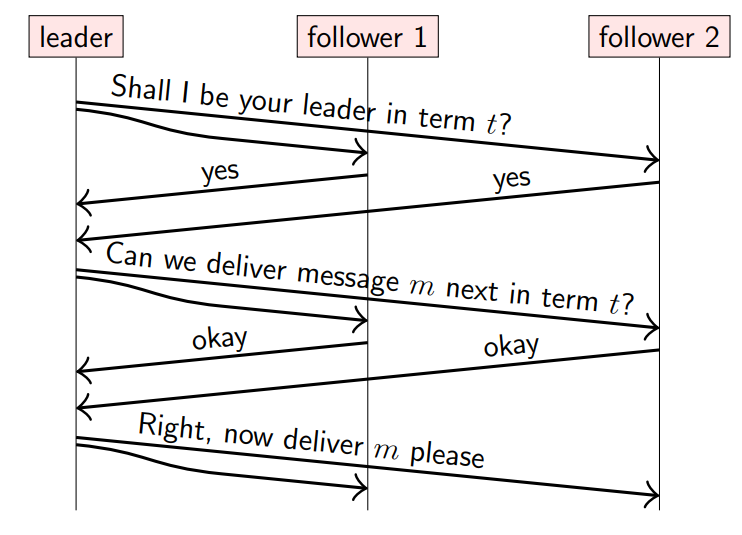 leader
follower 1
follower 2
Shall I be your leader in term t?
yes
yes
Can we deliver message m next in term t?
okay
okay
Right, now deliver m please